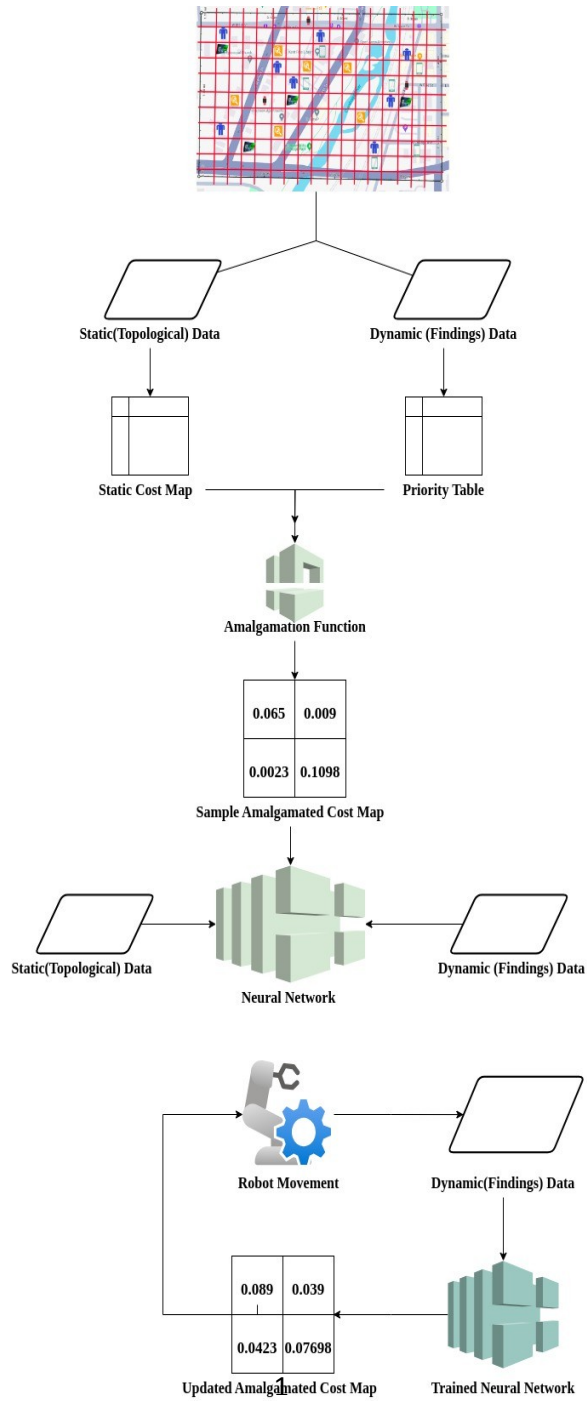 Static(Topological) Data
Dynamic (Findings) Data
Static Cost Map
Priority Table
Amalgamation Function
0.065 0.009
0.0023 0.1098
Sample Amalgamated Cost Map
Static(Topological) Data
Dynamic (Findings) Data
Neural Network
Robot Movement
Dynamic(Findings) Data
0.089 0.039
0.0423 0.07698
Updated Amalgamated Cost Map
1
Trained Neural Network